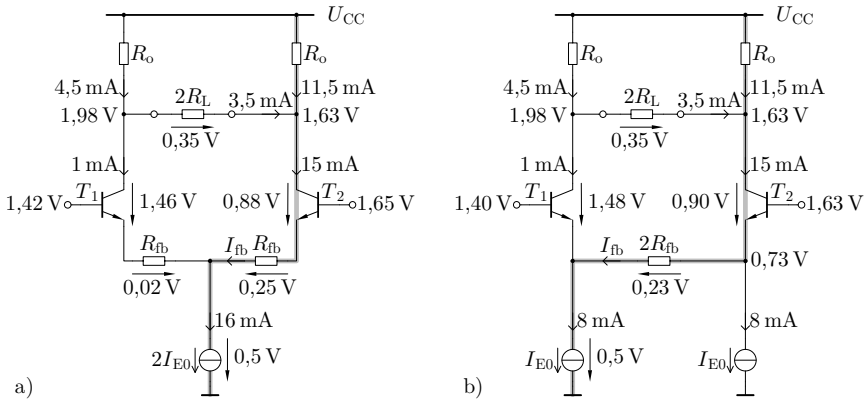 U_CC
R_o R_o
4,5 mA 11,5 mA
2R_L 3,5 mA
1,98 V 1,63 V
0,35 V
1 mA 15 mA
T_1 T_2
1,42 V 1,46 V 0,88 V 1,65 V
R_fb I_fb R_fb
0,02 V 0,25 V
16 mA
2I_E0 0,5 V
a)
U_CC
R_o R_o
4,5 mA 11,5 mA
2R_L 3,5 mA
1,98 V 1,63 V
0,35 V
1 mA 15 mA
T_1 T_2
1,40 V 1,48 V 0,90 V 1,63 V
I_fb 2R_fb
0,73 V
0,23 V
8 mA 8 mA
I_E0 0,5 V I_E0
b)